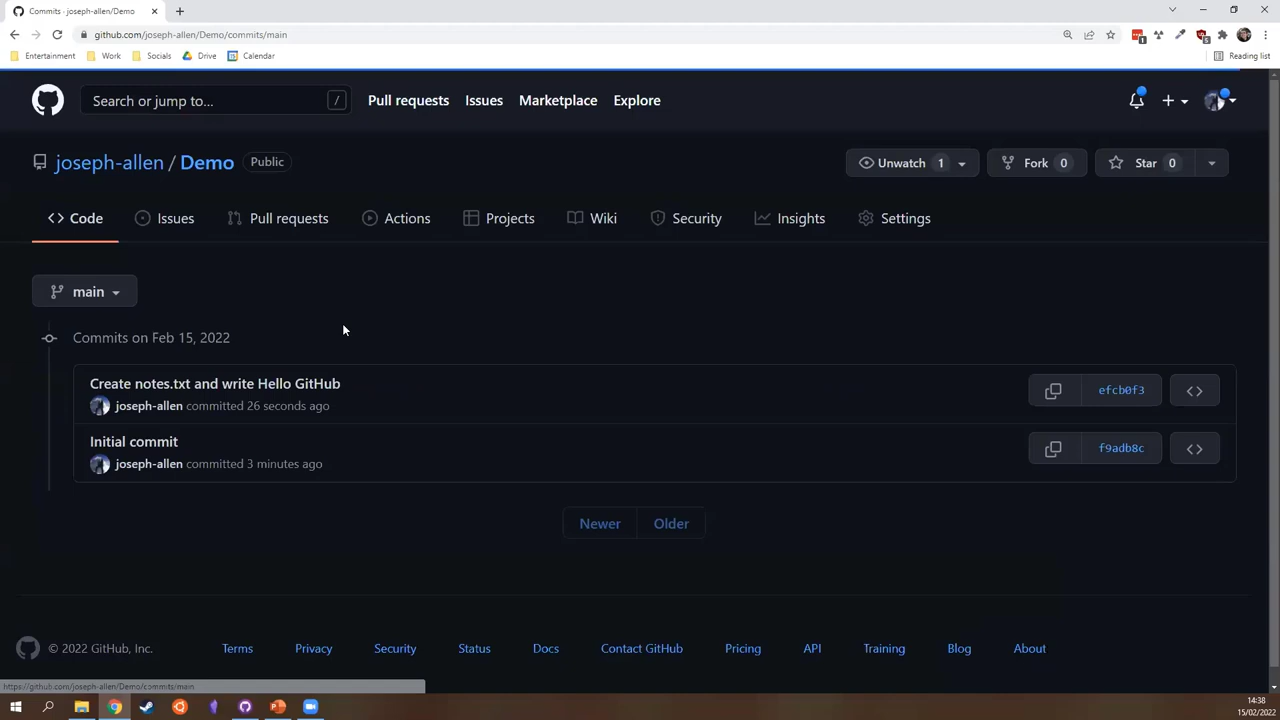 Commits · joseph-allen/Demo
github.com/joseph-allen/Demo/commits/main
Entertainment Work Socials Drive Calendar Reading list
Search or jump to... / Pull requests Issues Marketplace Explore
joseph-allen / Demo Public Unwatch 1 Fork 0 Star 0
Code Issues Pull requests Actions Projects Wiki Security Insights Settings
main
Commits on Feb 15, 2022
Create notes.txt and write Hello GitHub
joseph-allen committed 26 seconds ago
efcb0f3
Initial commit
joseph-allen committed 3 minutes ago
f9adb8c
Newer Older
© 2022 GitHub, Inc. Terms Privacy Security Status Docs Contact GitHub Pricing API Training Blog About
https://github.com/joseph-allen/Demo/commits/main
14:38
15/02/2022